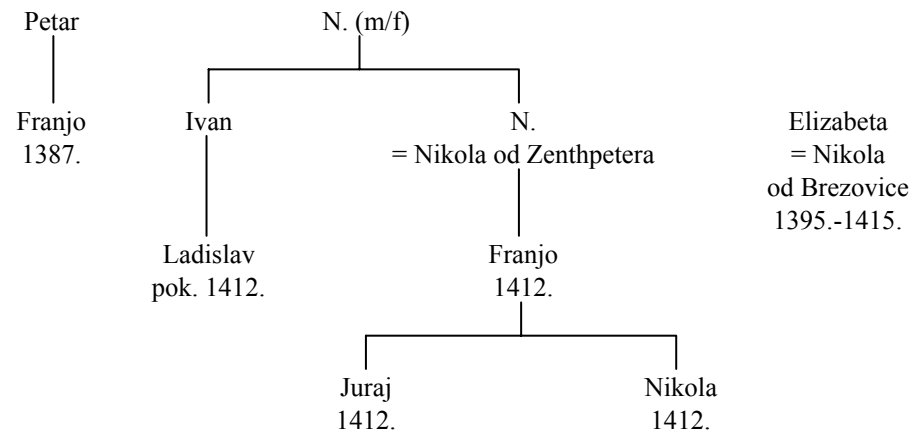 Petar
N. (m/f)
Franjo
1387.
Ivan
N.
= Nikola od Zenthpetera
Elizabeta
= Nikola
od Brezovice
1395.-1415.
Ladislav
pok. 1412.
Franjo
1412.
Juraj
1412.
Nikola
1412.